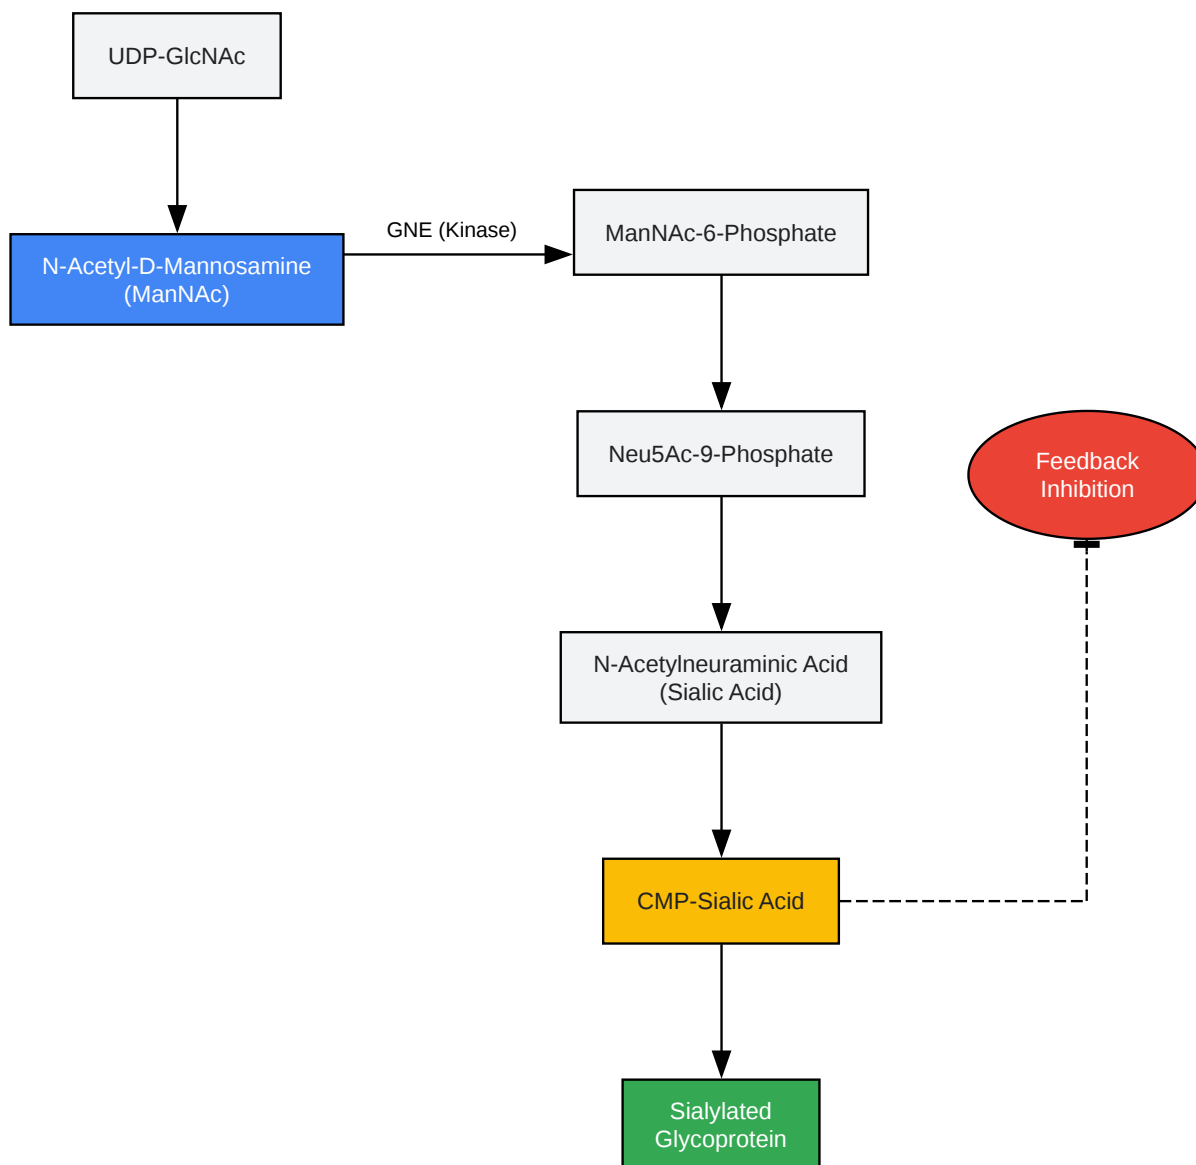 UDP-GlcNAc
N-Acetyl-D-Mannosamine
(ManNAc)
GNE (Kinase)
ManNAc-6-Phosphate
Neu5Ac-9-Phosphate
Feedback
Inhibition
N-Acetylneuraminic Acid
(Sialic Acid)
CMP-Sialic Acid
Sialylated
Glycoprotein